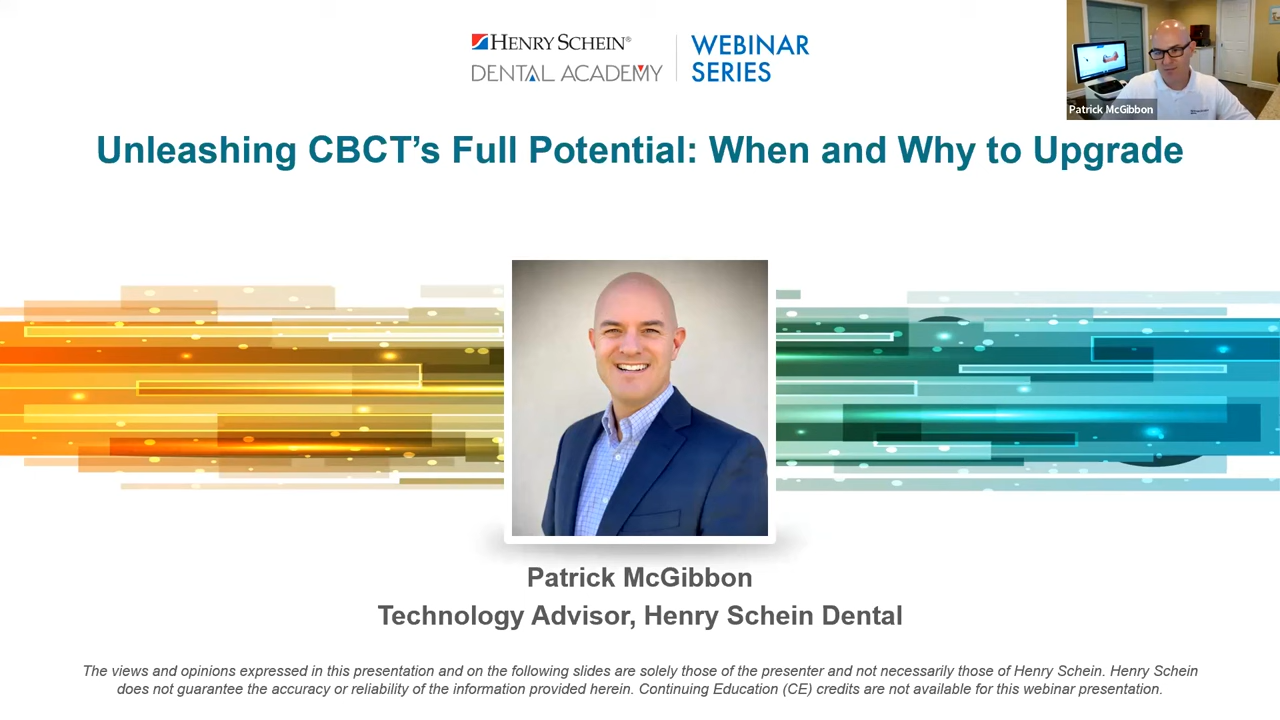 HENRY SCHEIN®
DENTAL ACADEMY
WEBINAR
SERIES
Patrick McGibbon
Unleashing CBCT’s Full Potential: When and Why to Upgrade
Patrick McGibbon
Technology Advisor, Henry Schein Dental
The views and opinions expressed in this presentation and on the following slides are solely those of the presenter and not necessarily those of Henry Schein. Henry Schein
does not guarantee the accuracy or reliability of the information provided herein. Continuing Education (CE) credits are not available for this webinar presentation.